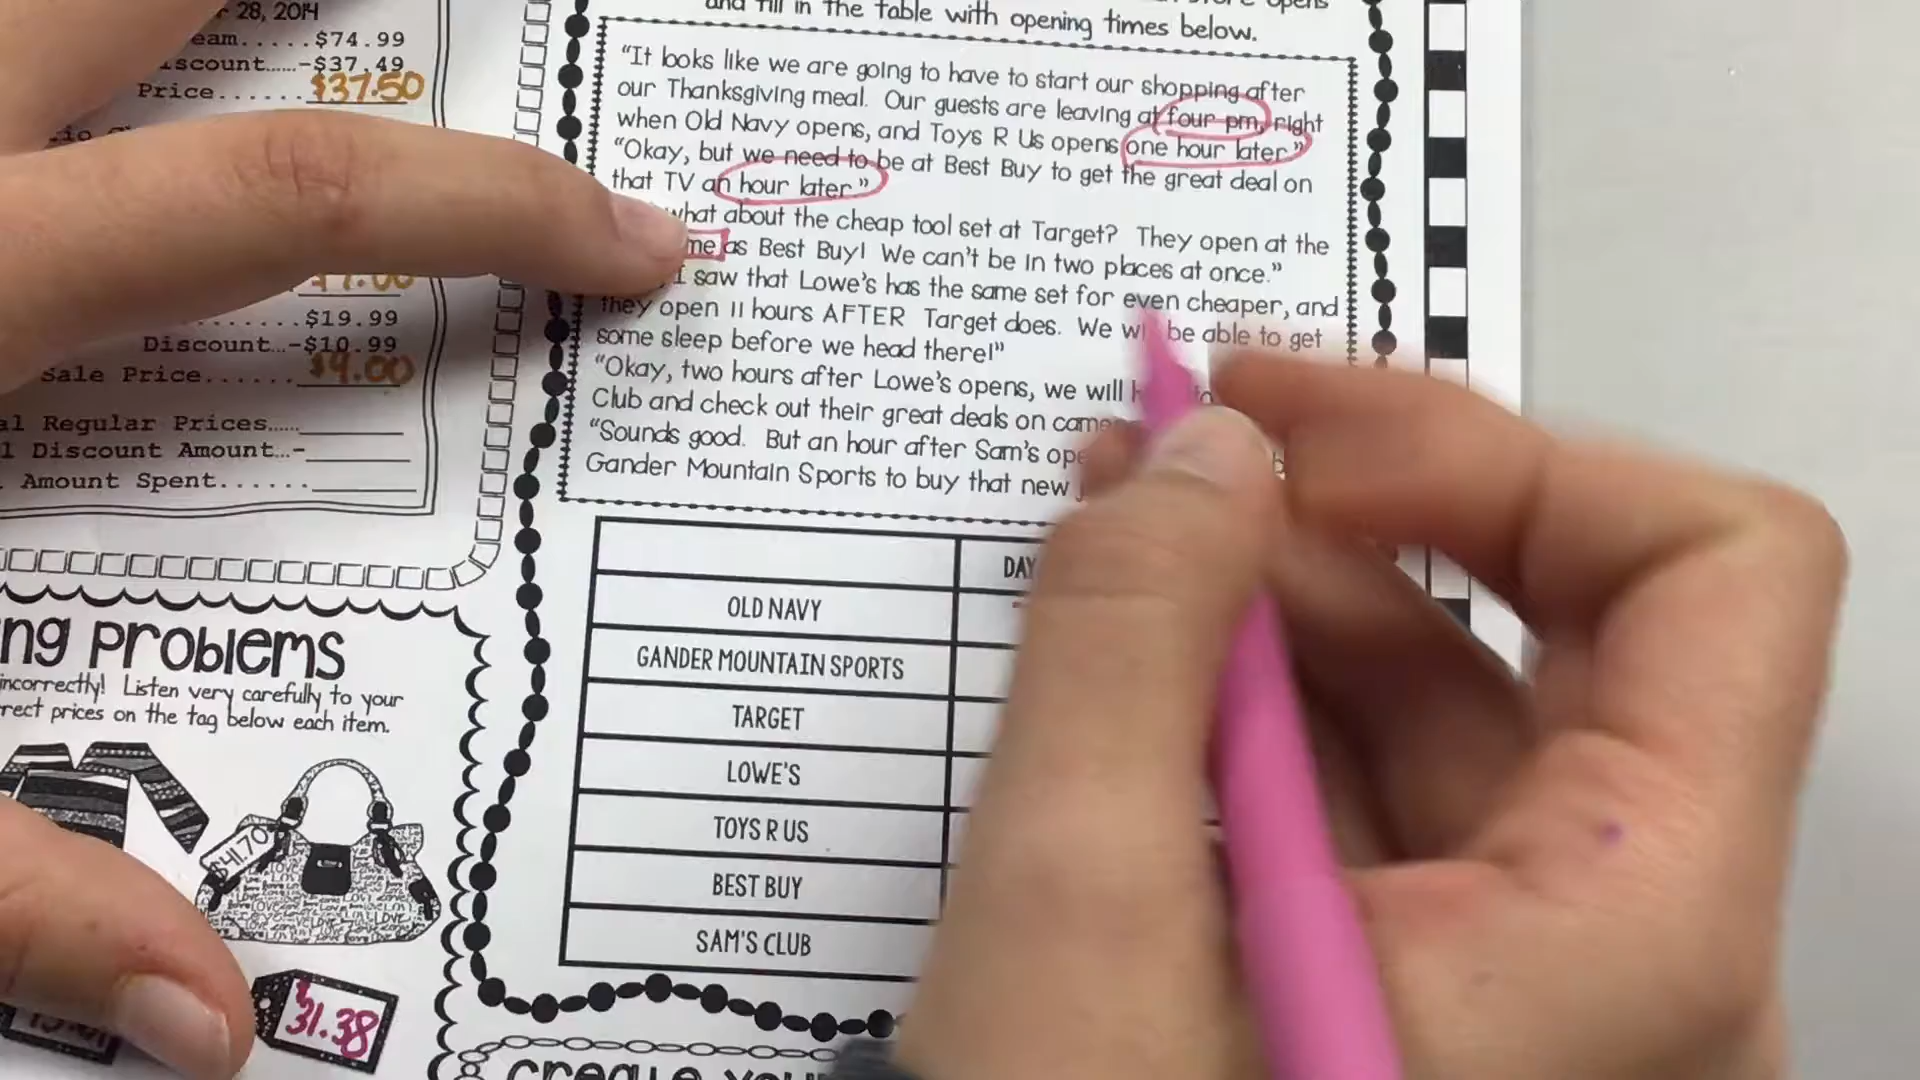 28, 2014
eam.....$74.99
iscount.....-$37.49
Price...... $37.50
$19.99
Discount..-$10.99
Sale Price...... $9.00
al Regular Prices.....
l Discount Amount...-
Amount Spent......
ng Problems
incorrectly! Listen very carefully to your
rect prices on the tag below each item.
$41.70
$31.38
and fill in the table with opening times below.
“It looks like we are going to have to start our shopping after
our Thanksgiving meal. Our guests are leaving at four pm, right
when Old Navy opens, and Toys R Us opens one hour later.”
“Okay, but we need to be at Best Buy to get the great deal on
that TV an hour later.”
what about the cheap tool set at Target? They open at the
me as Best Buy! We can't be in two places at once.”
I saw that Lowe's has the same set for even cheaper, and
they open 11 hours AFTER Target does. We be able to get
some sleep before we head there!”
“Okay, two hours after Lowe's opens, we will
Club and check out their great deals on
“Sounds good. But an hour after Sam's
Gander Mountain Sports to buy that new
DAY
OLD NAVY
GANDER MOUNTAIN SPORTS
TARGET
LOWE'S
TOYS R US
BEST BUY
SAM'S CLUB